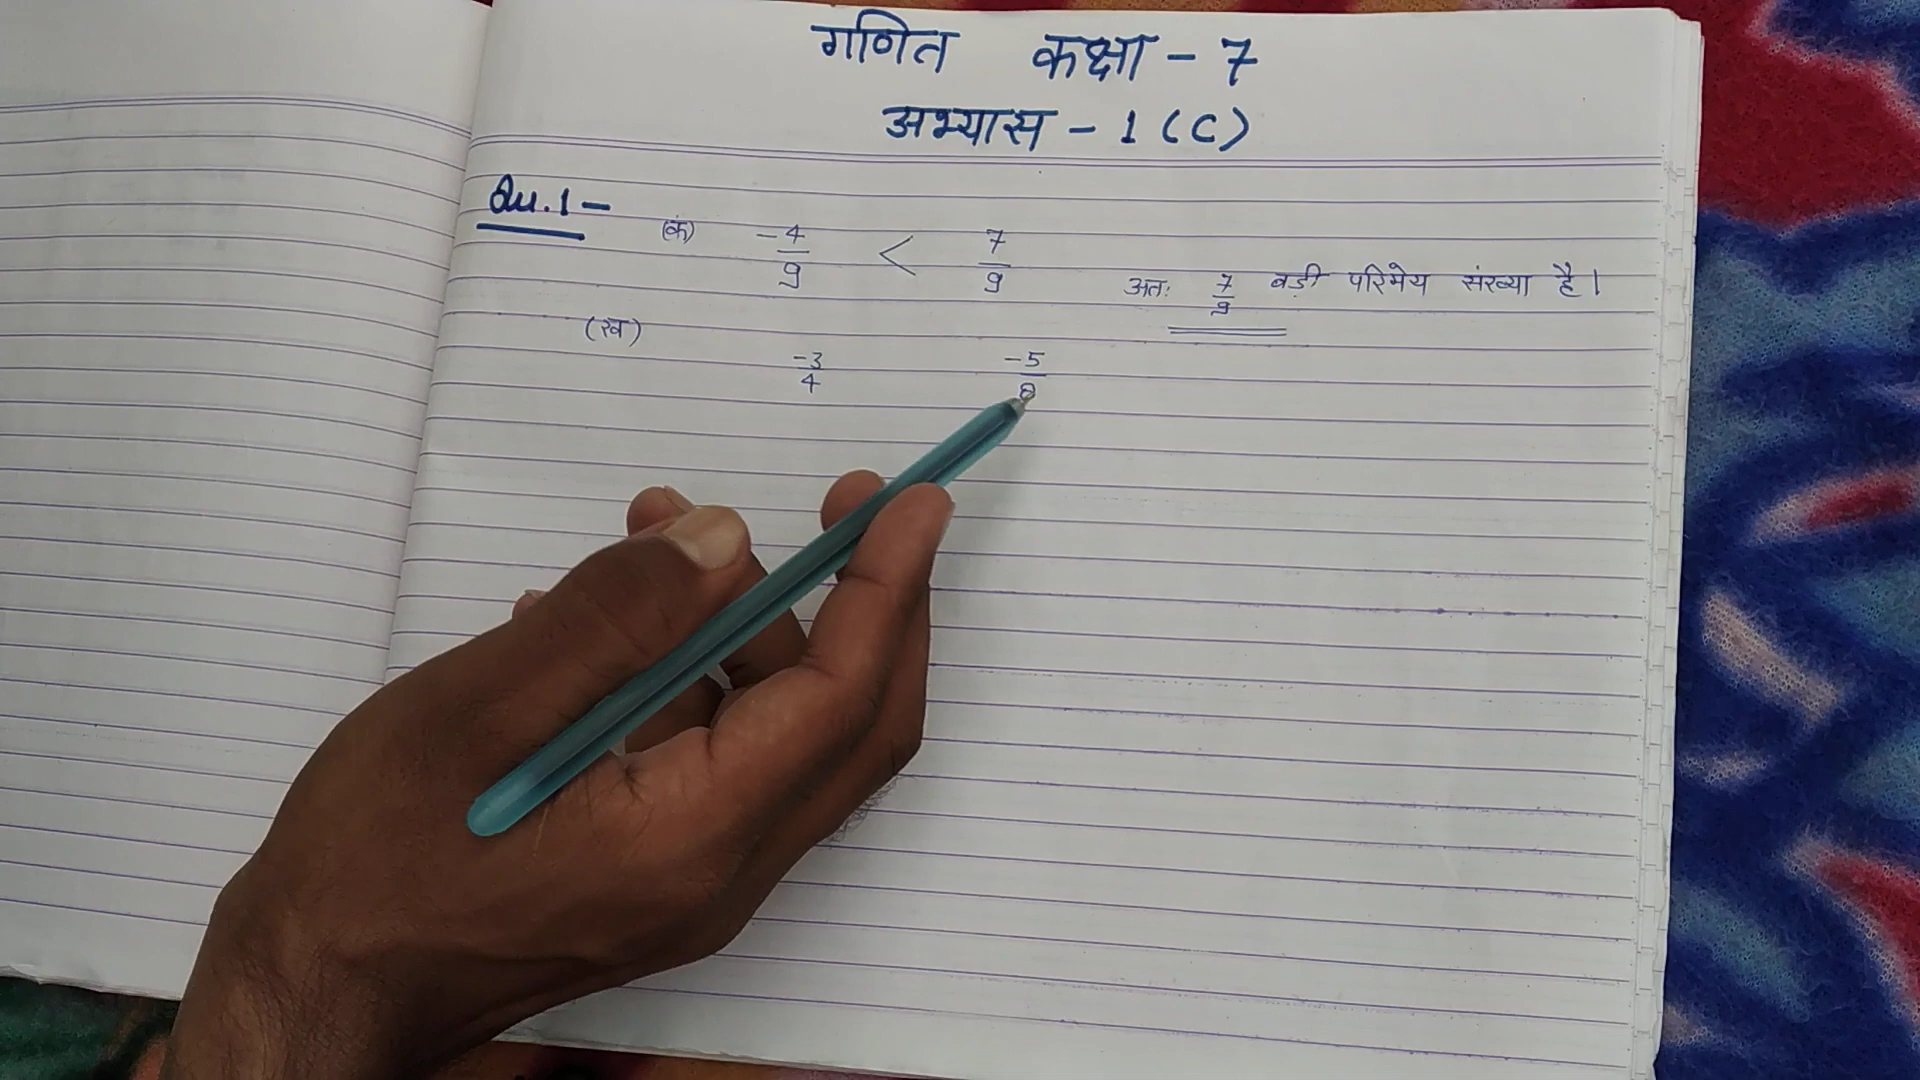 गणित कक्षा - 7
अभ्यास - 1 (C)
Qu. 1 -
(क) -4/9 < 7/9 अतः 7/9 बड़ी परिमेय संख्या है।
(ख) -3/4 -5/8